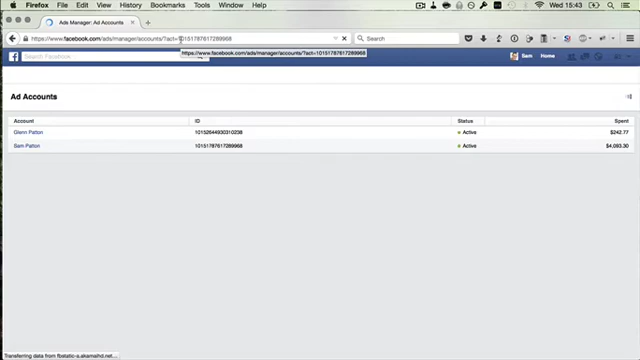 Firefox File Edit View History Bookmarks Tools Window Help
Mon 15:43
Ads Manager: Ad Accounts
https://www.facebook.com/ads/manager/accounts/?act=10151787617289968
Search
https://www.facebook.com/ads/manager/accounts/?act=10151787617289968
Search Facebook
Sam Home
Ad Accounts
Account ID Status Spent
Glenn Patton 10152644930310238 Active $242.77
Sam Patton 10151787617289968 Active $4,093.30
Transferring data from fbstatic-a.akamaihd.net...